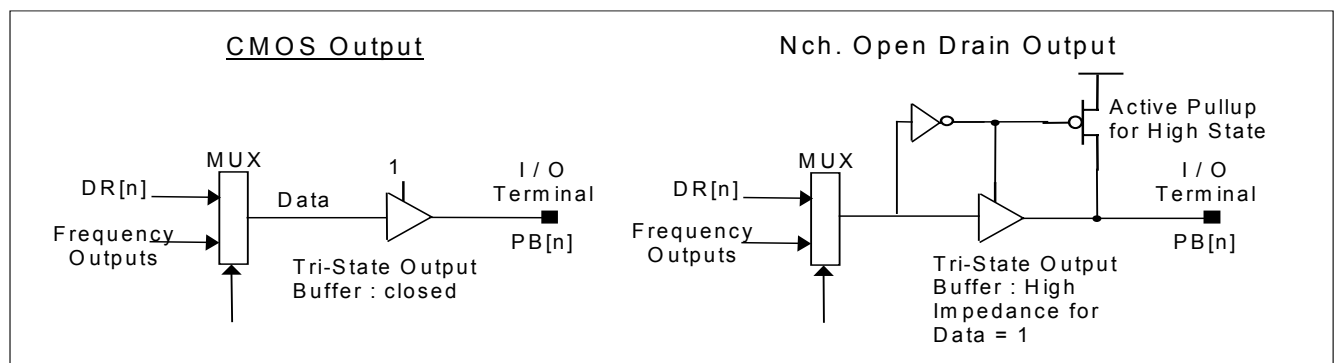 CMOS Output
MUX
1
I / O
Terminal
DR[n]
Data
Frequency
Outputs
PB[n]
Tri-State Output
Buffer : closed
Nch. Open Drain Output
Active Pullup
for High State
MUX
I / O
Terminal
DR[n]
Frequency
Outputs
PB[n]
Tri-State Output
Buffer : High
Impedance for
Data = 1